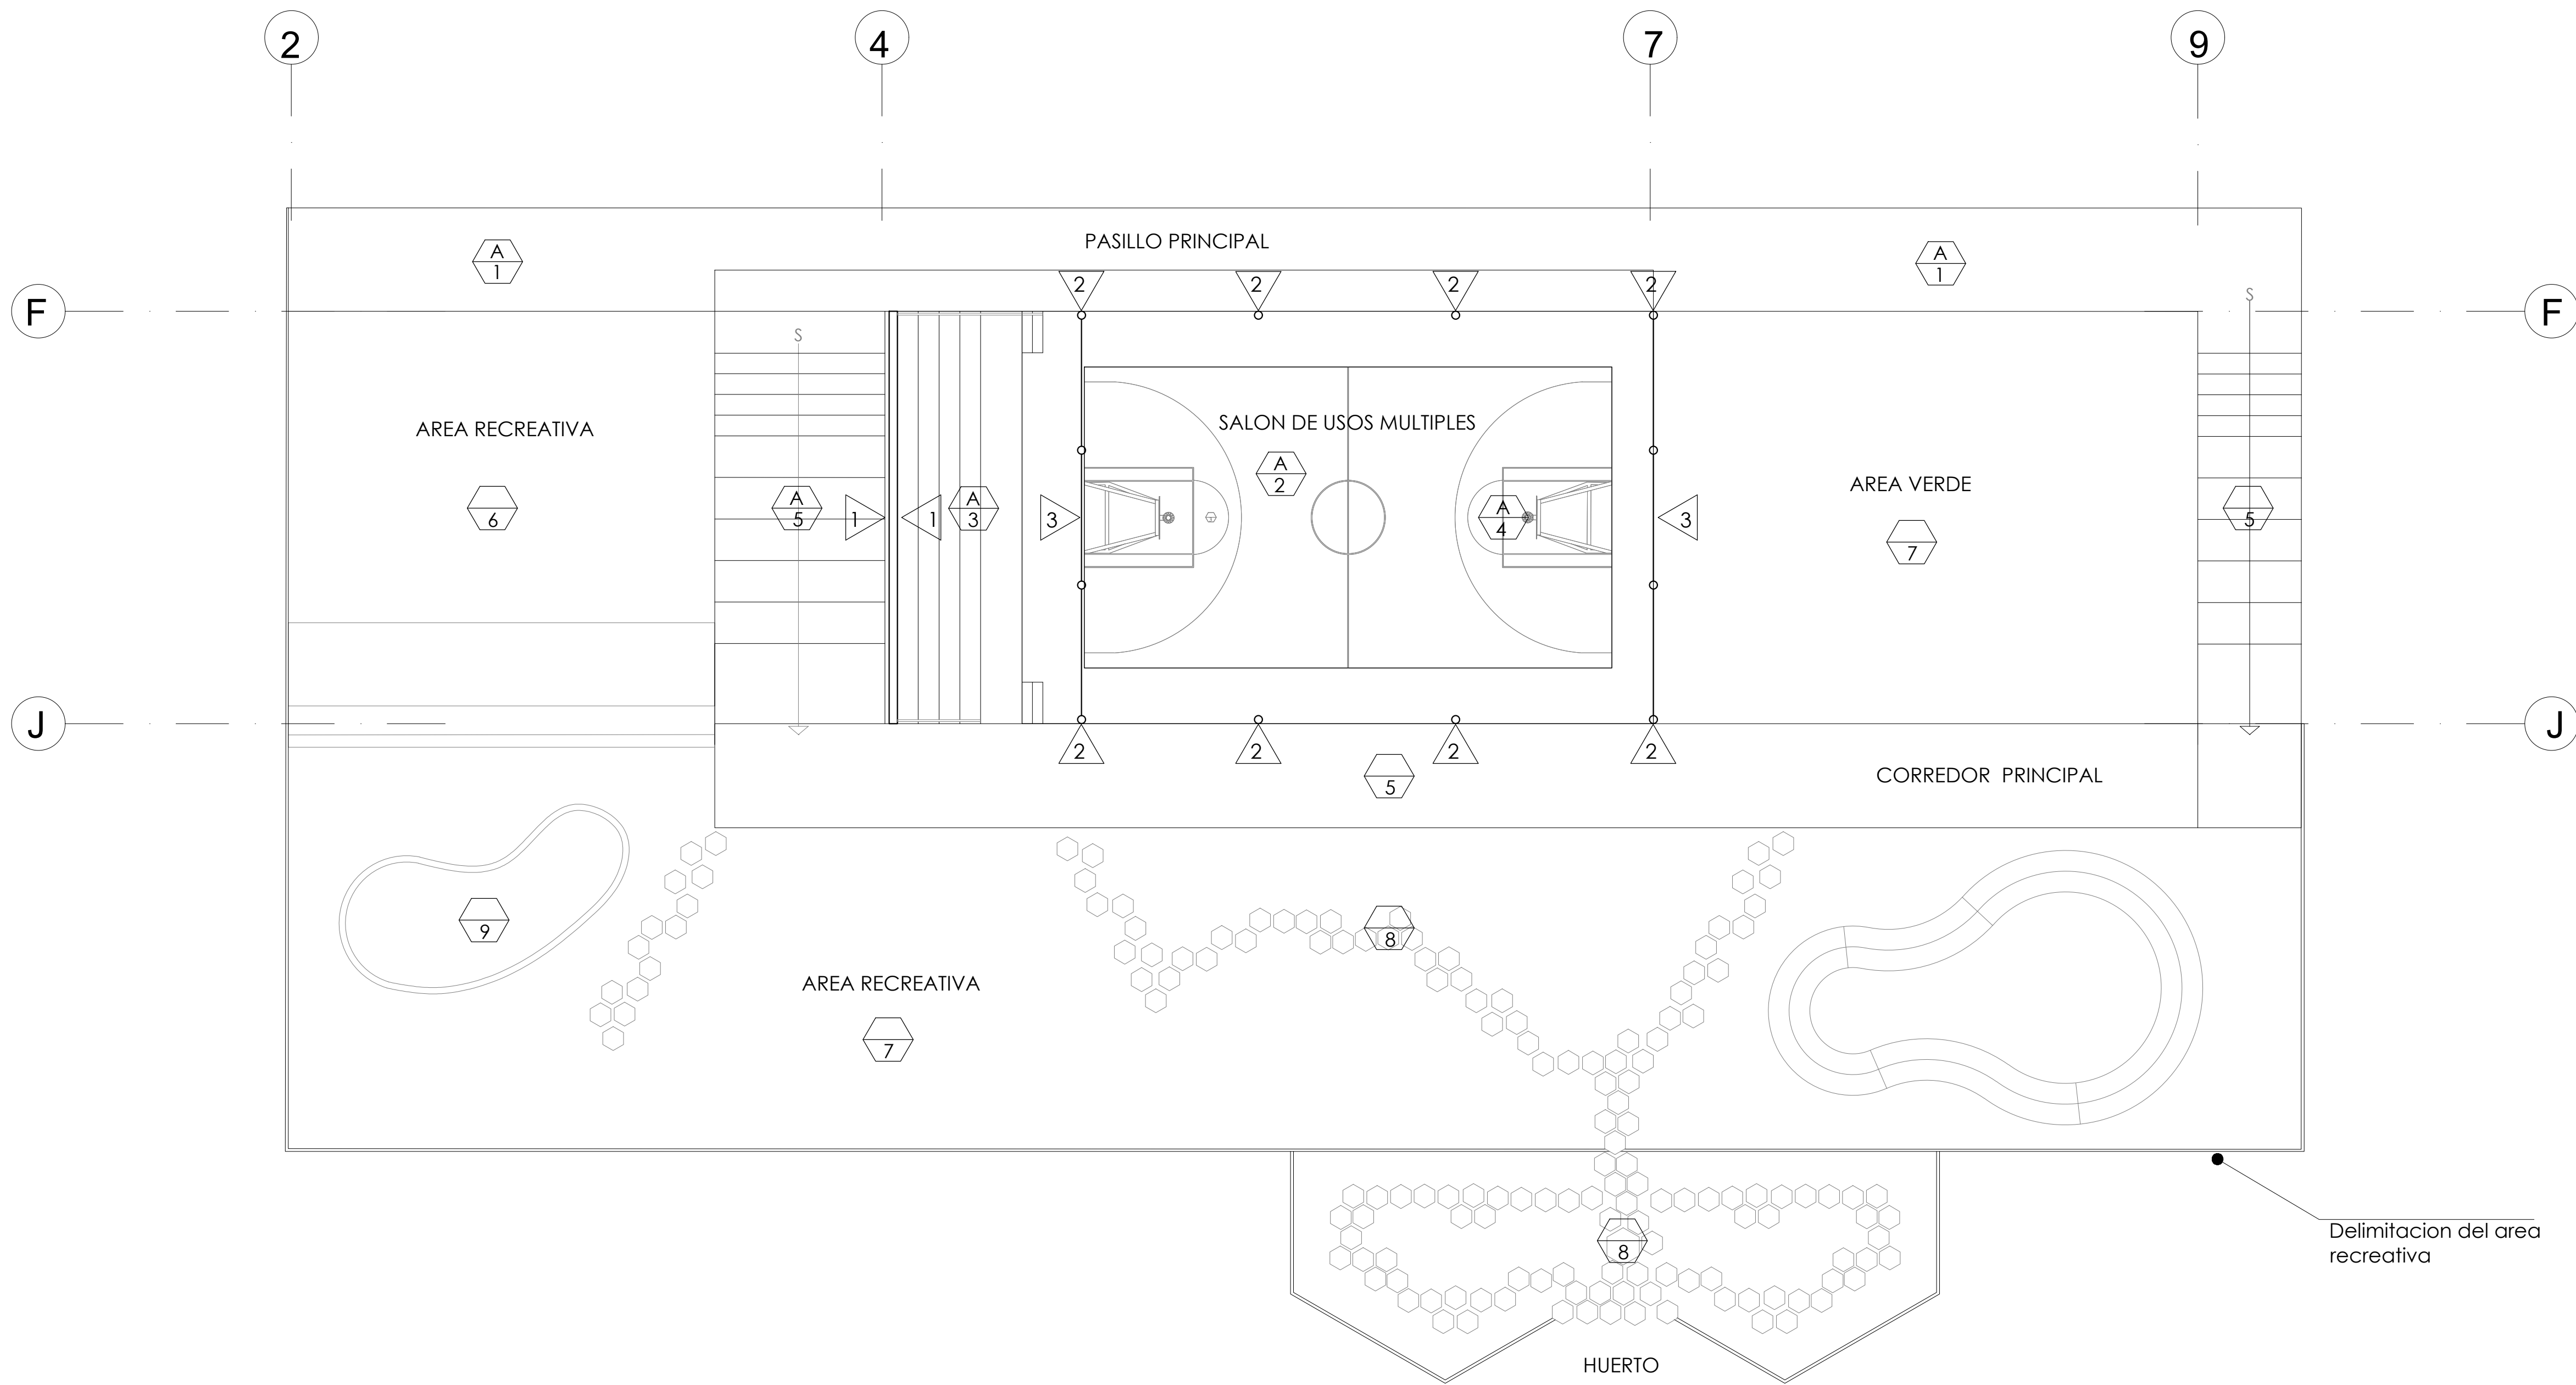 2
4
7
9
PASILLO PRINCIPAL
A
1
A
1
2
2
2
2
F
F
S
S
AREA RECREATIVA
SALON DE USOS MULTIPLES
A
2
AREA VERDE
6
A
5
1
1
A
3
3
A
4
3
7
5
J
J
2
2
2
2
5
CORREDOR PRINCIPAL
9
8
AREA RECREATIVA
7
8
Delimitacion del area
recreativa
HUERTO